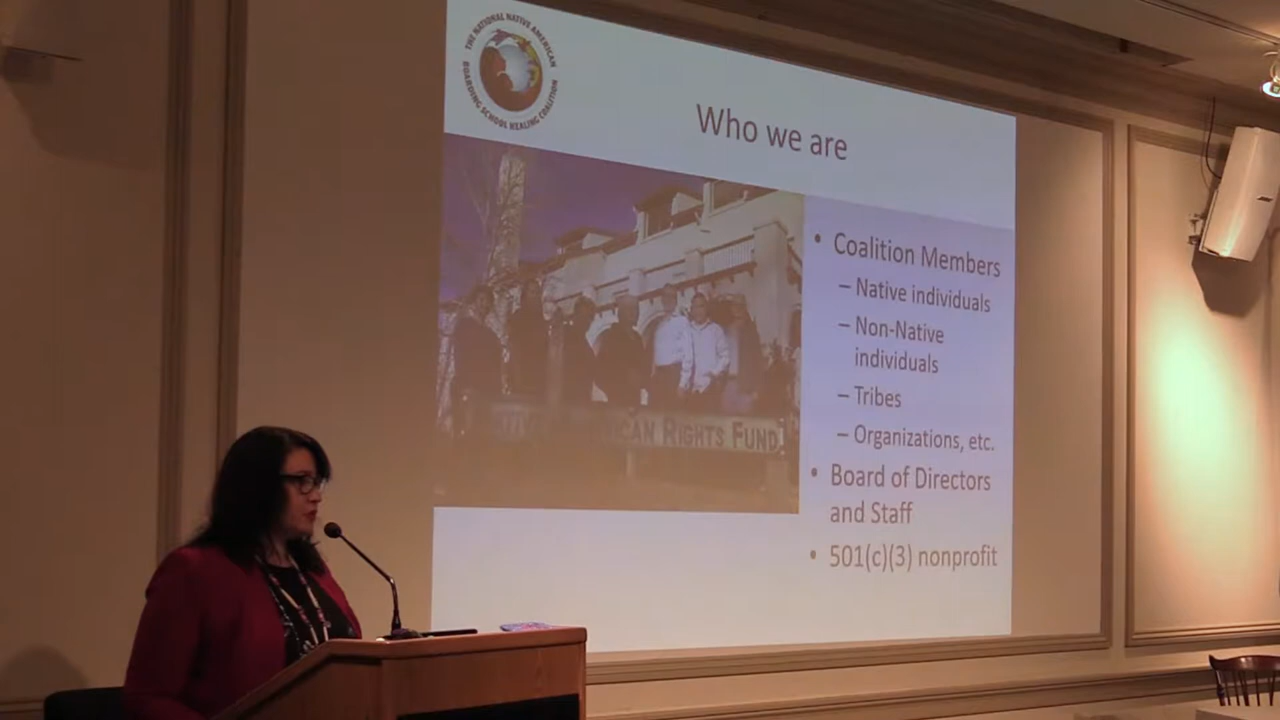 THE NATIONAL NATIVE AMERICAN
BOARDING SCHOOL HEALING COALITION
Who we are
• Coalition Members
– Native individuals
– Non-Native
individuals
– Tribes
– Organizations, etc.
• Board of Directors
and Staff
• 501(c)(3) nonprofit
RIGHTS FUND